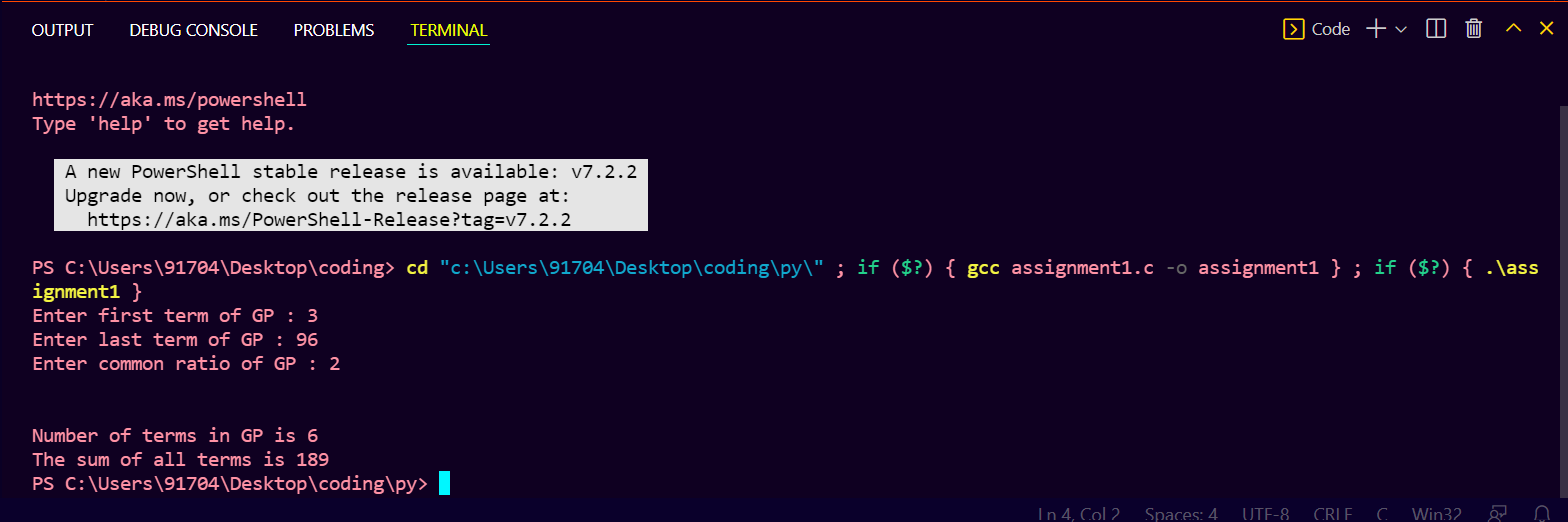 OUTPUT DEBUG CONSOLE PROBLEMS TERMINAL Code
https://aka.ms/powershell
Type 'help' to get help.
A new PowerShell stable release is available: v7.2.2
Upgrade now, or check out the release page at:
https://aka.ms/PowerShell-Release?tag=v7.2.2
PS C:\Users\91704\Desktop\coding> cd "c:\Users\91704\Desktop\coding\py\" ; if ($?) { gcc assignment1.c -o assignment1 } ; if ($?) { .\ass
ignment1 }
Enter first term of GP : 3
Enter last term of GP : 96
Enter common ratio of GP : 2
Number of terms in GP is 6
The sum of all terms is 189
PS C:\Users\91704\Desktop\coding\py>
Ln 4, Col 2 Spaces: 4 UTF-8 CRLF C Win32